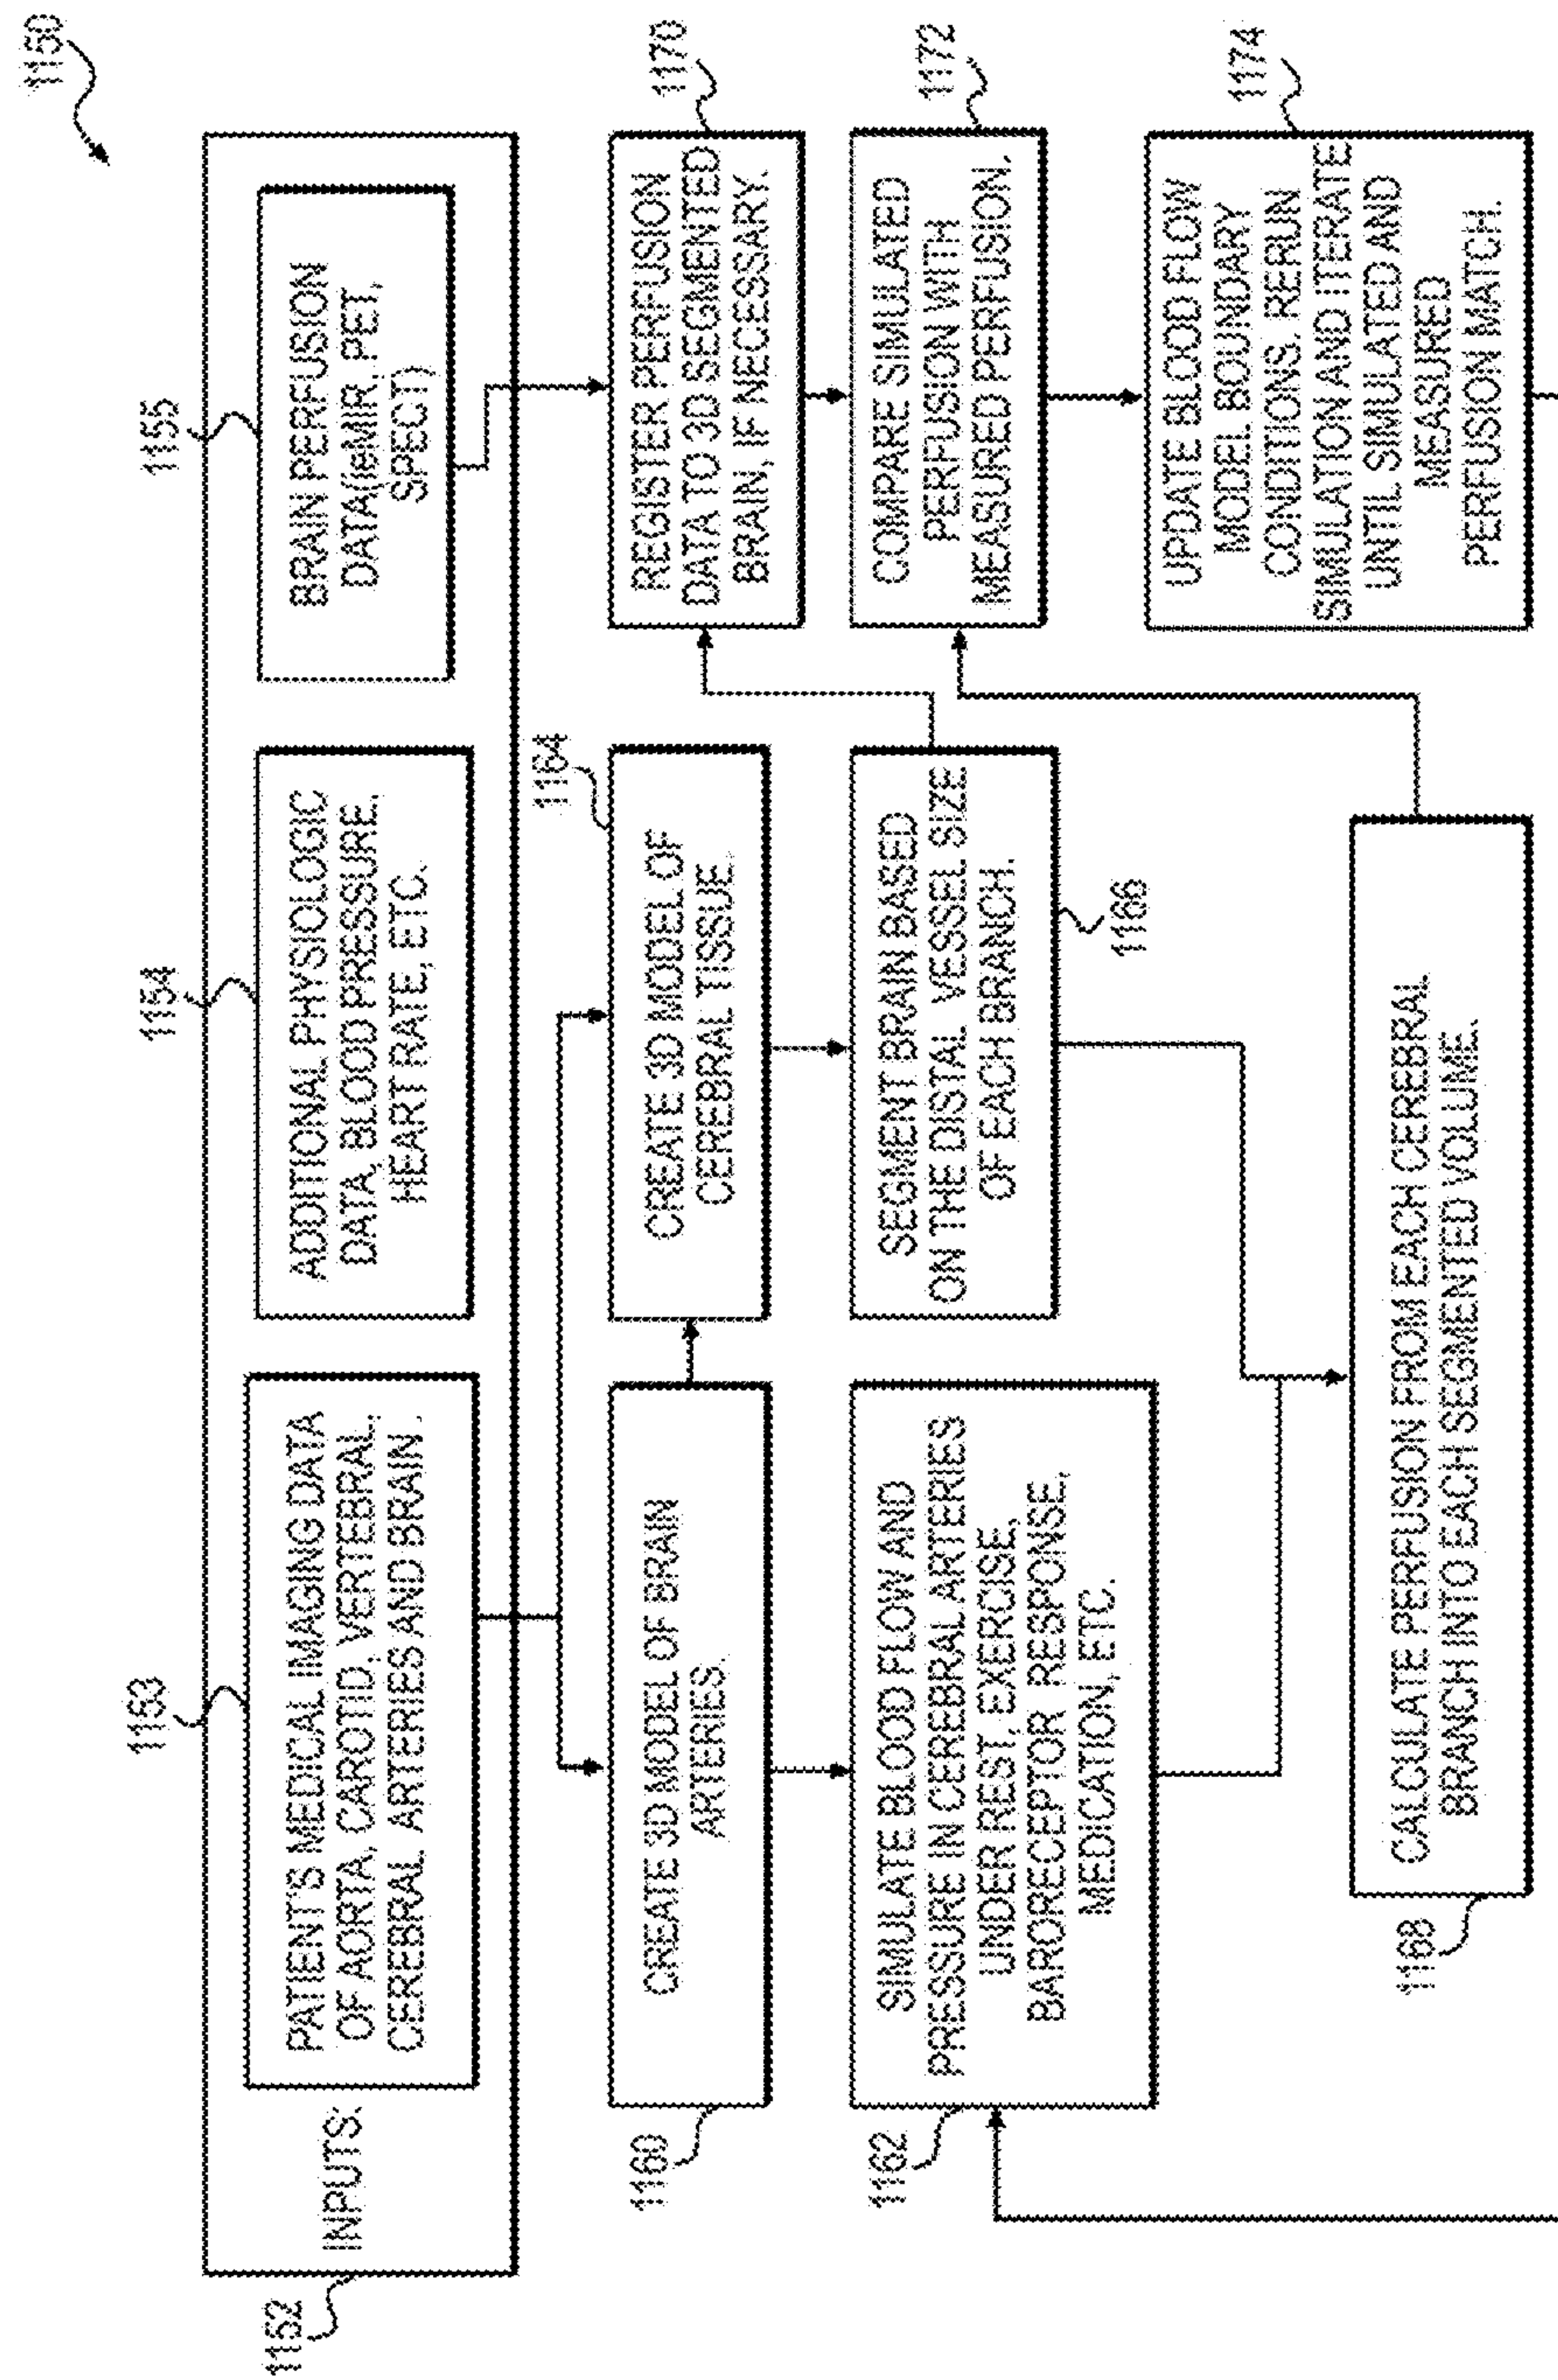 1150
1152
INPUTS:
1153
PATIENT'S MEDICAL IMAGING DATA
OF AORTA, CAROTID, VERTEBRAL,
CEREBRAL ARTERIES AND BRAIN.
1154
ADDITIONAL PHYSIOLOGIC
DATA, BLOOD PRESSURE,
HEART RATE, ETC.
1155
BRAIN PERFUSION
DATA(ieMIR, PET,
SPECT)
1160
CREATE 3D MODEL OF BRAIN
ARTERIES.
1164
CREATE 3D MODEL OF
CEREBRAL TISSUE.
1170
REGISTER PERFUSION
DATA TO 3D SEGMENTED
BRAIN, IF NECESSARY.
1162
SIMULATE BLOOD FLOW AND
PRESSURE IN CEREBRAL ARTERIES
UNDER REST, EXERCISE,
BARORECEPTOR RESPONSE,
MEDICATION, ETC.
SEGMENT BRAIN BASED
ON THE DISTAL VESSEL SIZE
OF EACH BRANCH.
1166
1172
COMPARE SIMULATED
PERFUSION WITH
MEASURED PERFUSION.
1168
CALCULATE PERFUSION FROM EACH CEREBRAL
BRANCH INTO EACH SEGMENTED VOLUME.
1174
UPDATE BLOOD FLOW
MODEL BOUNDARY
CONDITIONS. RERUN
SIMULATION AND ITERATE
UNTIL SIMULATED AND
MEASURED
PERFUSION MATCH.